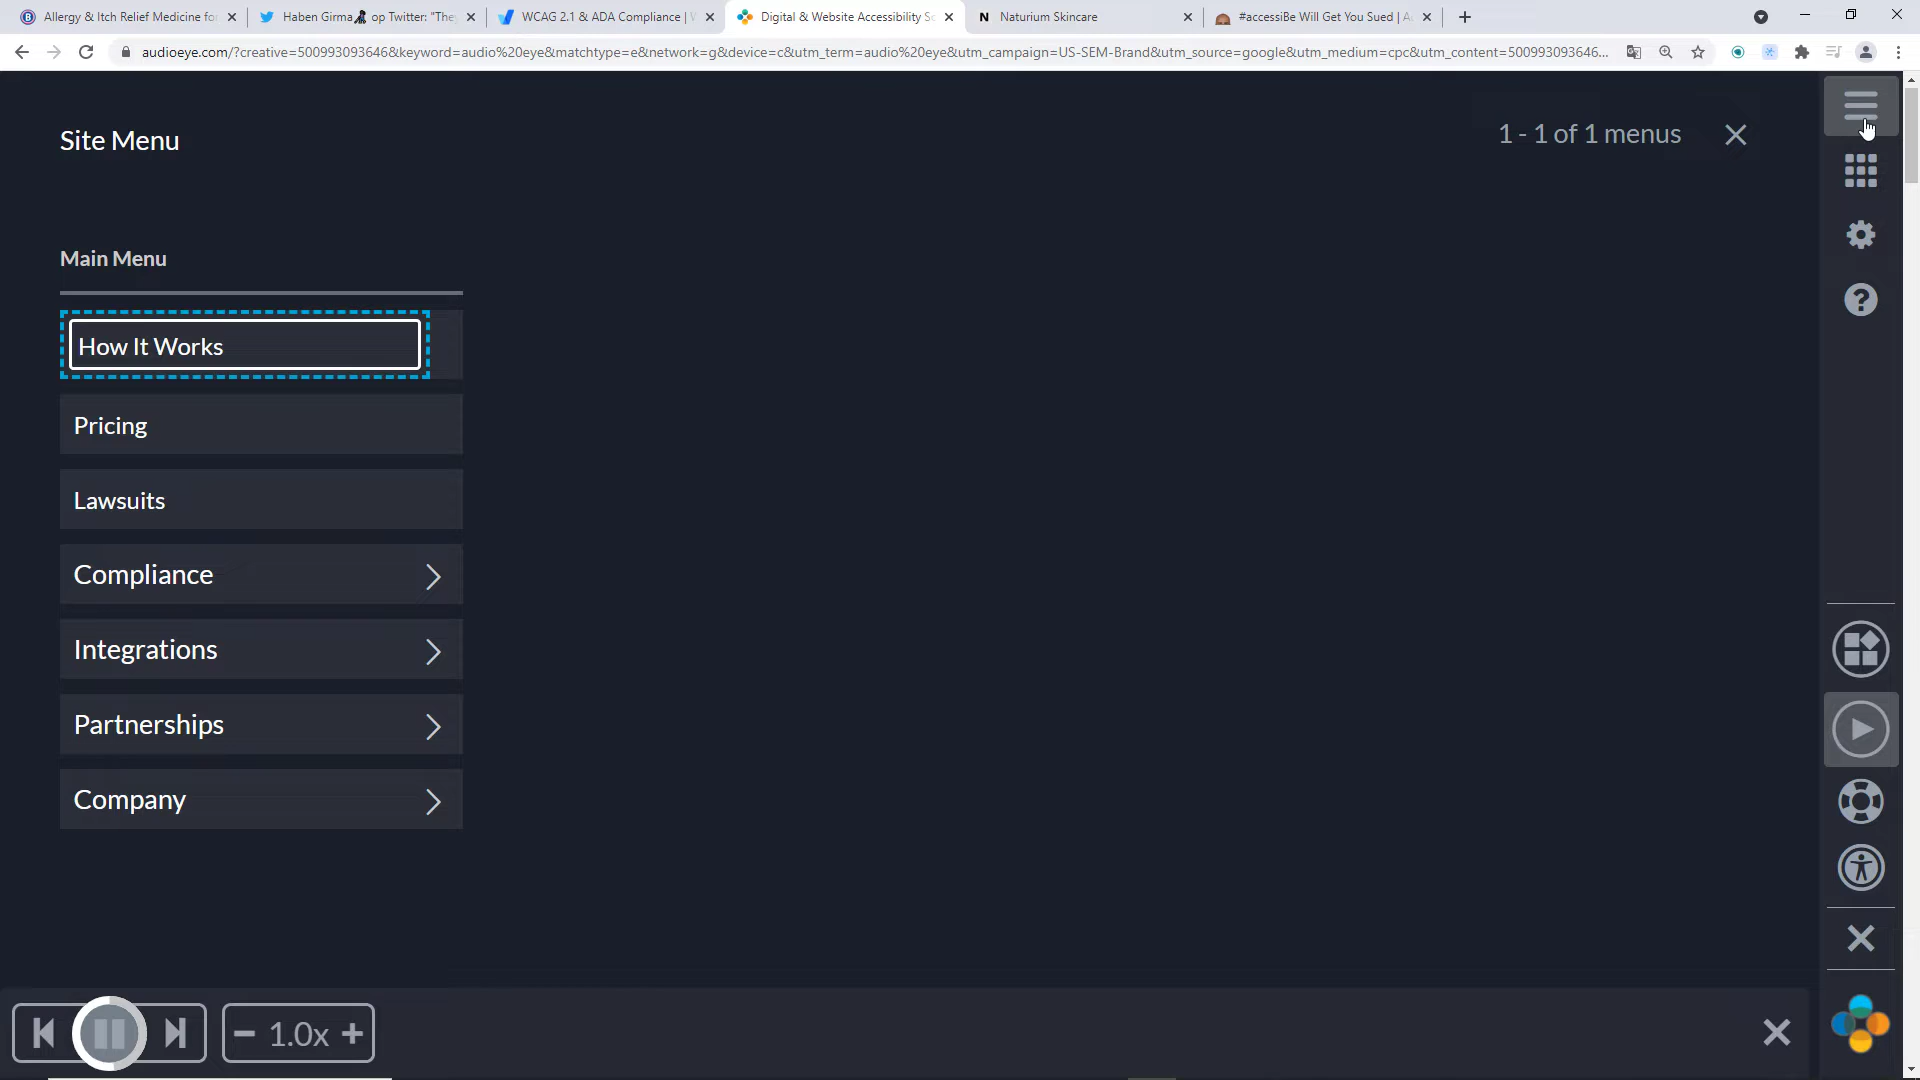 Allergy & Itch Relief Medicine fo
Haben Girma op Twitter: "The
WCAG 2.1 & ADA Compliance |
Digital & Website Accessibility S
N Naturium Skincare
#accessiBe Will Get You Sued |
audioeye.com/?creative=500993093646&keyword=audio%20eye&matchtype=e&network=g&device=c&utm_term=audio%20eye&utm_campaign=US-SEM-Brand&utm_source=google&utm_medium=cpc&utm_content=500993093646...
Site Menu
1 - 1 of 1 menus
Main Menu
How It Works
Pricing
Lawsuits
Compliance
Integrations
Partnerships
Company
1.0x